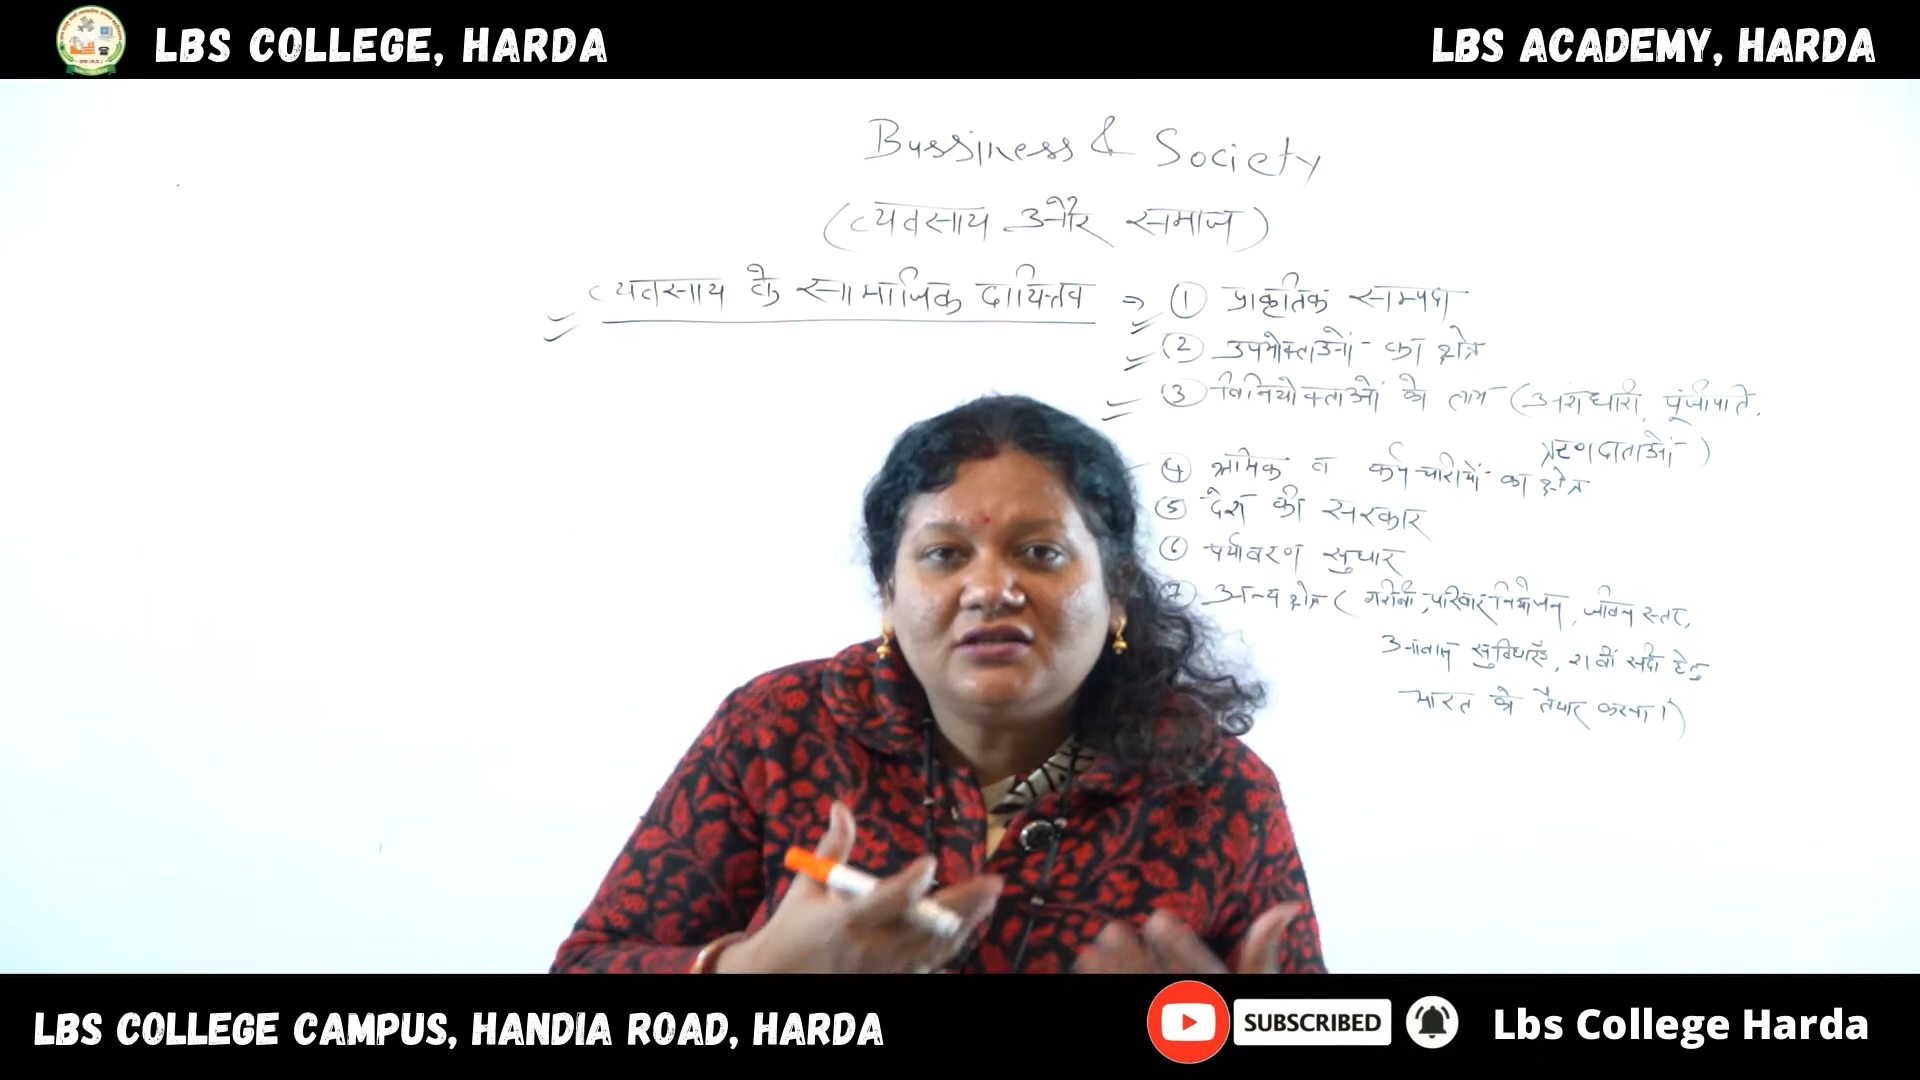 LBS COLLEGE, HARDA
LBS ACADEMY, HARDA
Bussiness & Society
(व्यवसाय और समाज)
व्यवसाय के सामाजिक दायित्व ⇒ ① प्राकृतिक सम्पदा
② उपभोक्ताओं का क्षेत्र
③ विनियोक्ताओं को लाभ (अंशधारी, पूंजीपति,
ऋणदाताओं)
④ श्रमिक व कर्मचारियों का क्षेत्र
⑤ देश की सरकार
⑥ पर्यावरण सुधार
⑦ अन्य क्षेत्र ( गरीबी, परिवार नियोजन, जीवन स्तर,
आवास सुविधाएँ, 21 वीं सदी हेतु
भारत को तैयार करना।)
LBS COLLEGE CAMPUS, HANDIA ROAD, HARDA
SUBSCRIBED
Lbs College Harda